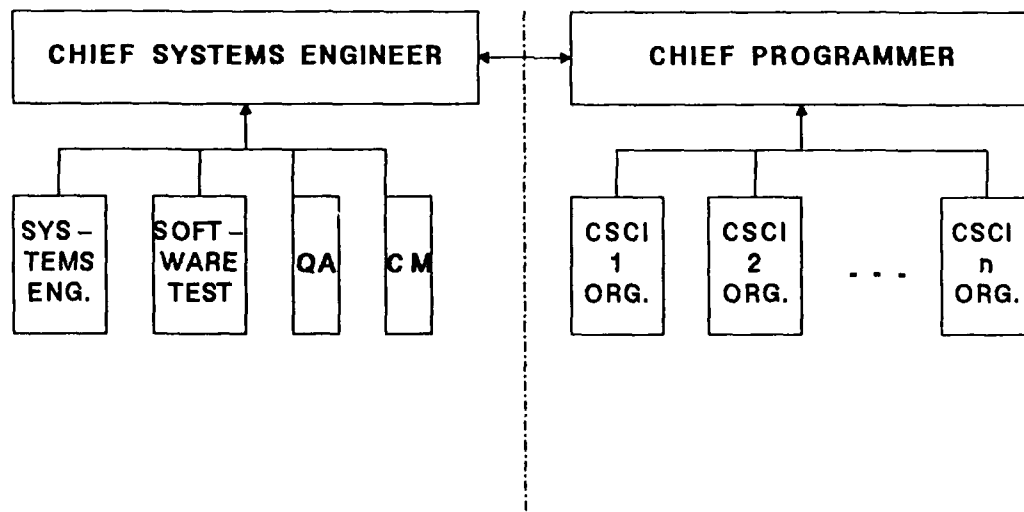 CHIEF SYSTEMS ENGINEER
CHIEF PROGRAMMER
SYS-
TEMS
ENG.
SOFT-
WARE
TEST
QA
CM
CSCI
1
ORG.
CSCI
2
ORG.
- - -
CSCI
n
ORG.